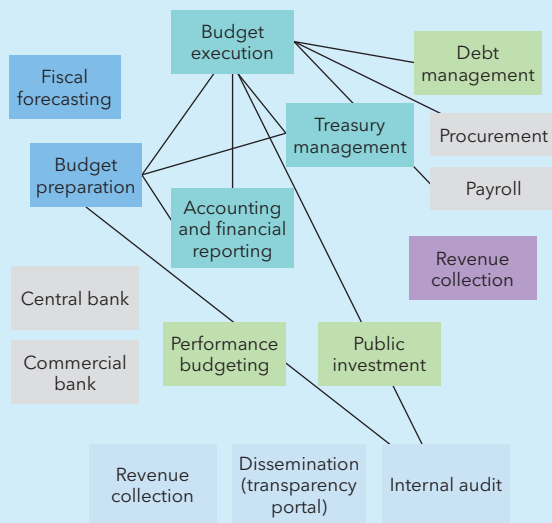 Budget
execution
Debt
management
Fiscal
forecasting
Treasury
management
Procurement
Budget
preparation
Payroll
Accounting
and financial
reporting
Revenue
collection
Central bank
Performance
budgeting
Public
investment
Commercial
bank
Revenue
collection
Dissemination
(transparency
portal)
Internal audit